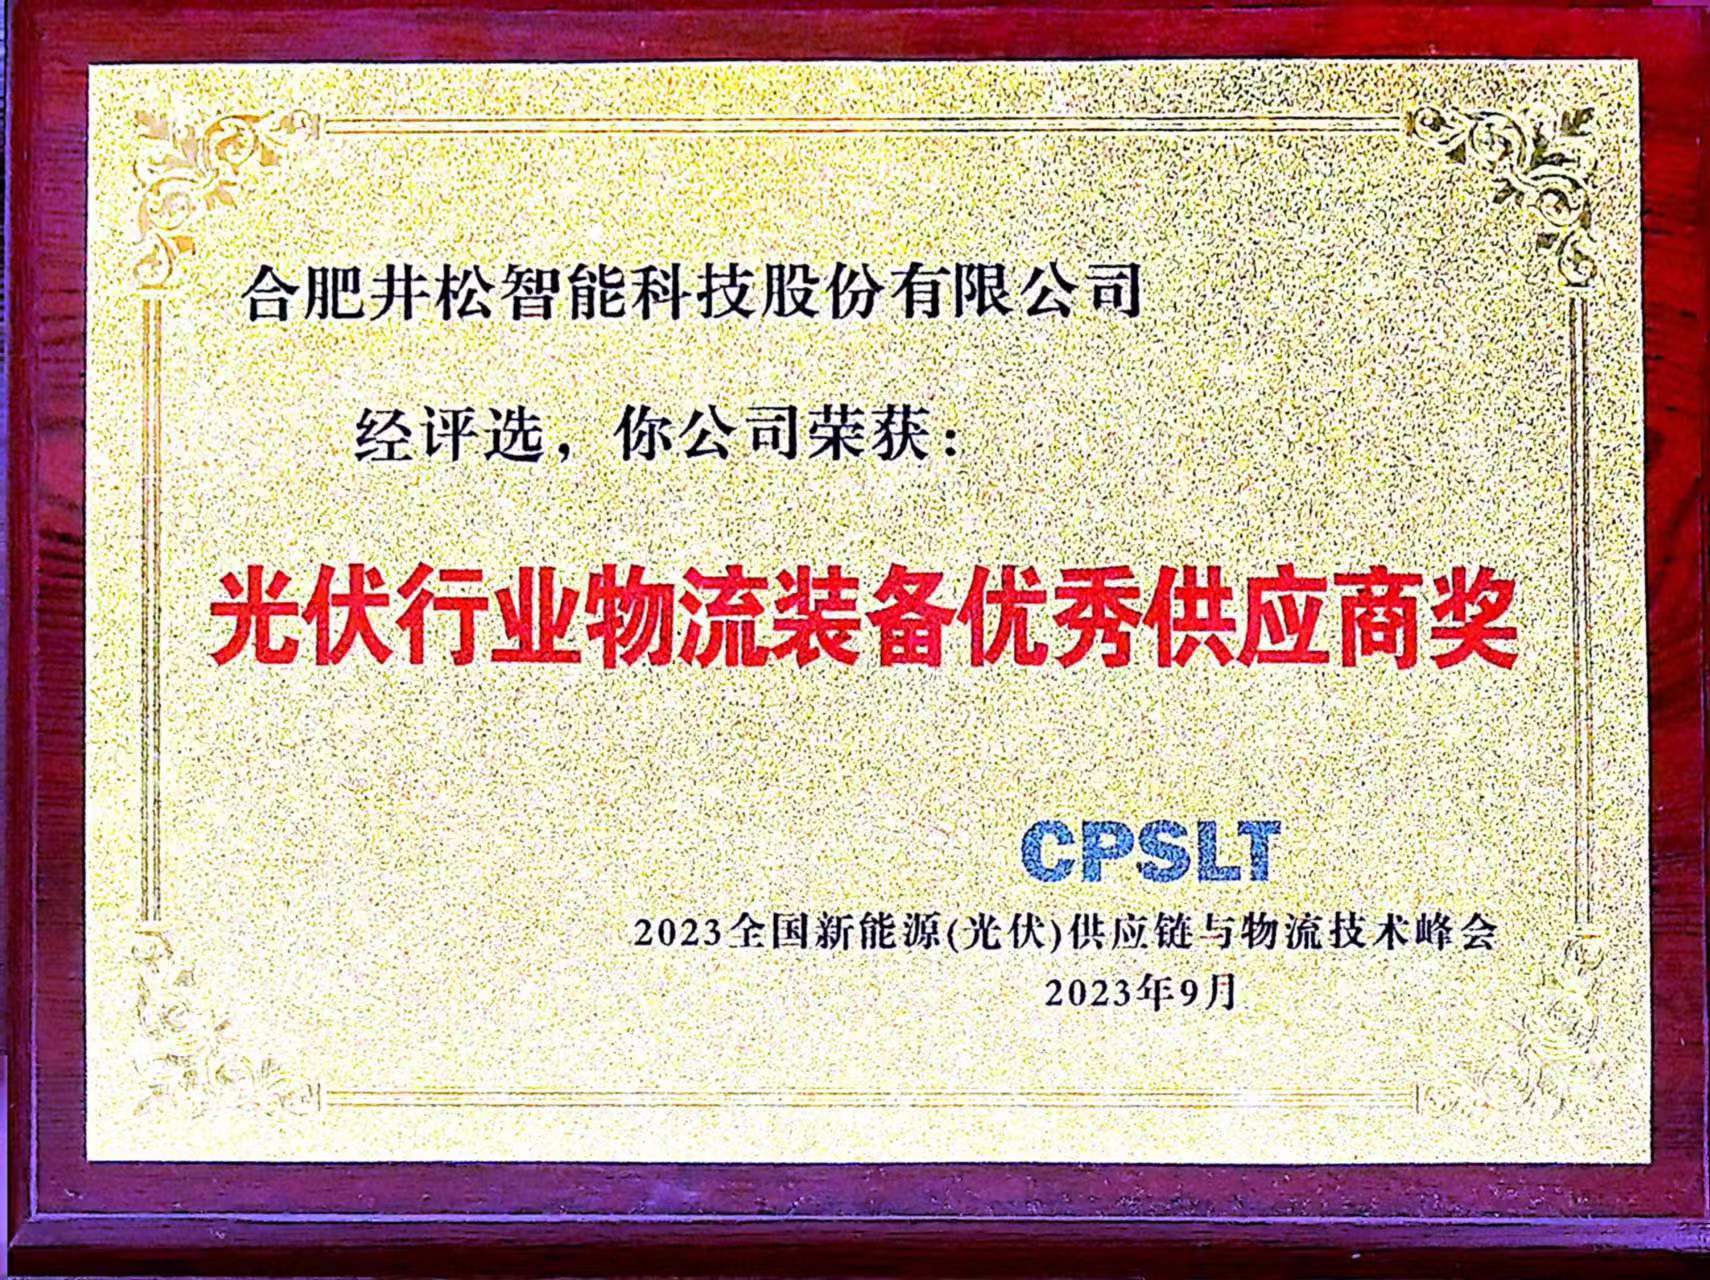 合肥井松智能科技股份有限公司
经评选，你公司荣获：
光伏行业物流装备优秀供应商奖
CPSLT
2023全国新能源(光伏)供应链与物流技术峰会
2023年9月